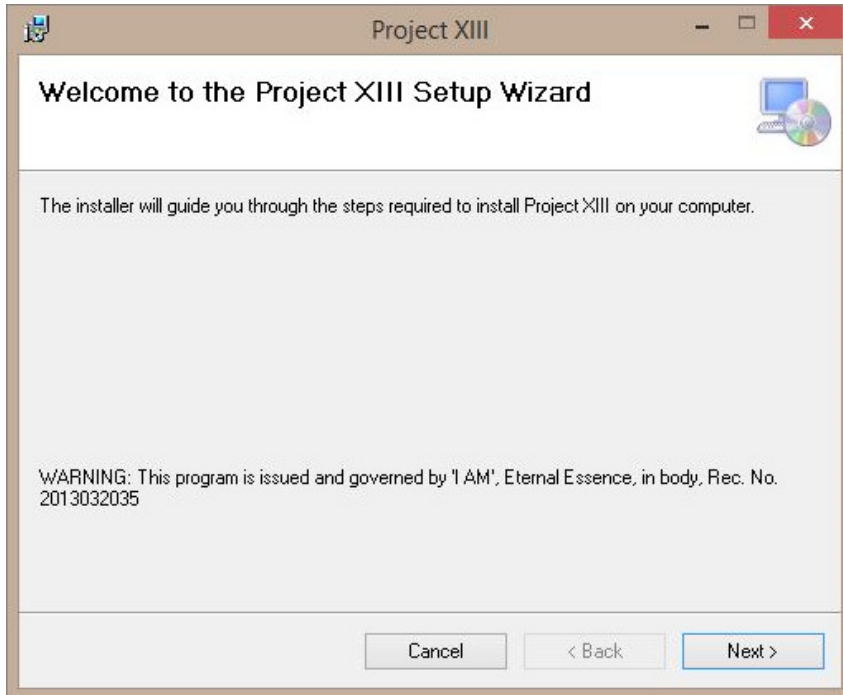 Project XIII
Welcome to the Project XIII Setup Wizard
The installer will guide you through the steps required to install Project XIII on your computer.
WARNING: This program is issued and governed by 'I AM', Eternal Essence, in body, Rec. No.
2013032035
Cancel
< Back
Next >